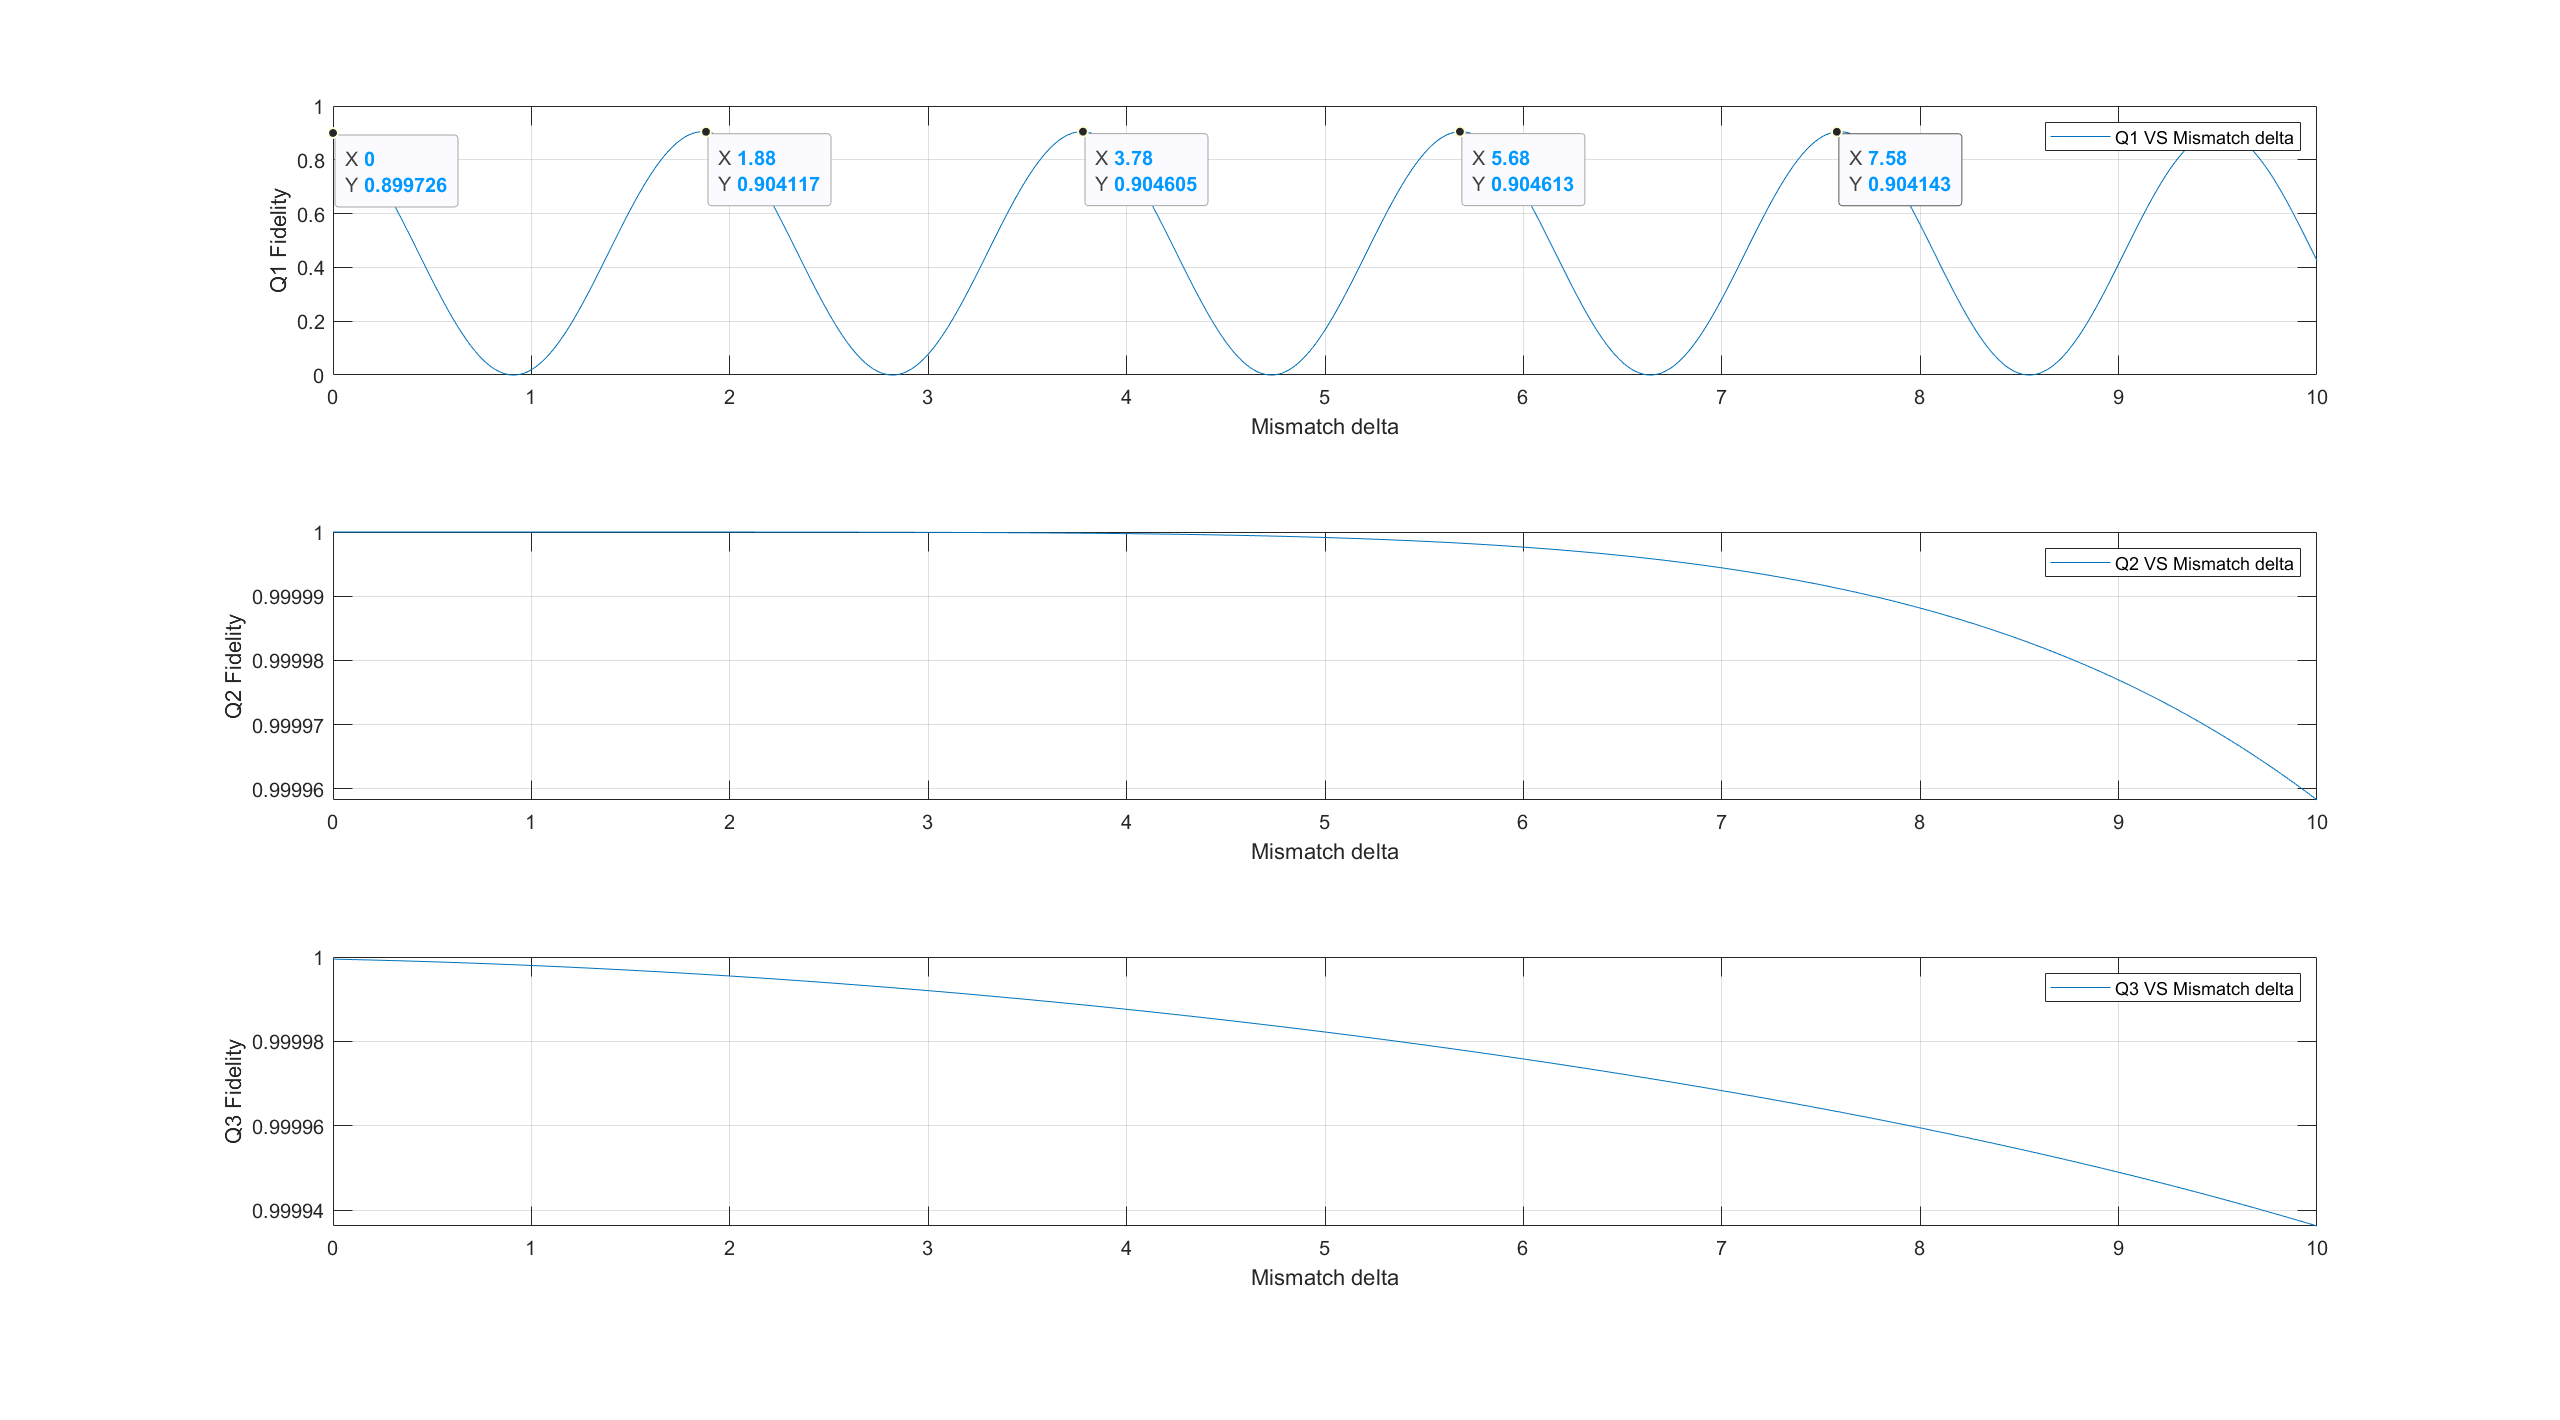 1
0.8
0.6
0.4
0.2
0
Q1 Fidelity
X 0
Y 0.899726
X 1.88
Y 0.904117
X 3.78
Y 0.904605
X 5.68
Y 0.904613
X 7.58
Y 0.904143
Q1 VS Mismatch delta
0 1 2 3 4 5 6 7 8 9 10
Mismatch delta
1
0.99999
0.99998
0.99997
0.99996
Q2 Fidelity
Q2 VS Mismatch delta
0 1 2 3 4 5 6 7 8 9 10
Mismatch delta
1
0.99998
0.99996
0.99994
Q3 Fidelity
Q3 VS Mismatch delta
0 1 2 3 4 5 6 7 8 9 10
Mismatch delta